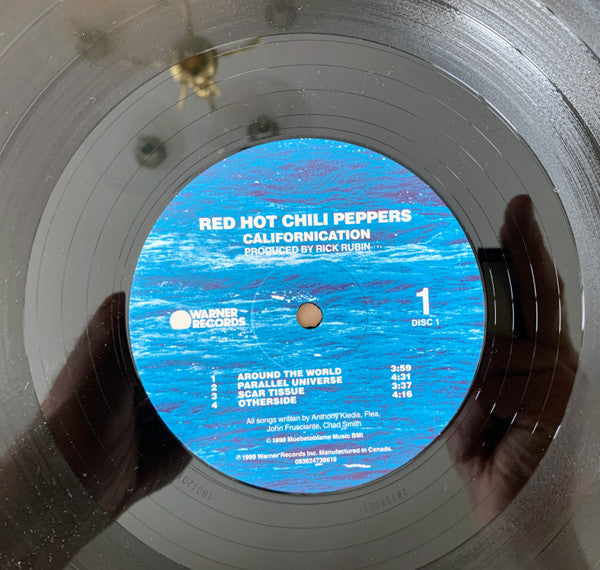 RED HOT CHILI PEPPERS
CALIFORNICATION
PRODUCED BY RICK RUBIN
WARNER
RECORDS
1
DISC 1
1 AROUND THE WORLD 3:59
2 PARALLEL UNIVERSE 4:31
3 SCAR TISSUE 3:37
4 OTHERSIDE 4:16
All songs written by Anthony Kiedis, Flea,
John Frusciante, Chad Smith
© 1998 Moebetoblame Music BMI
℗ 1999 Warner Records Inc. Manufactured in Canada.
093624738619